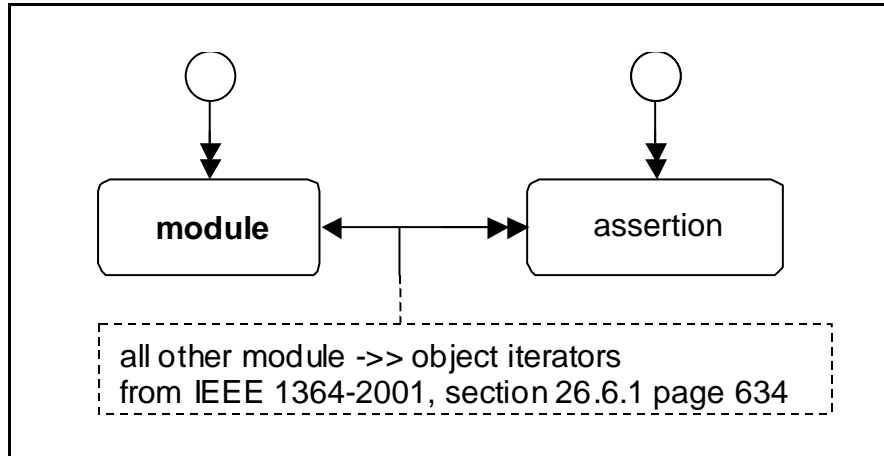 module
assertion
all other module ->> object iterators
from IEEE 1364-2001, section 26.6.1 page 634